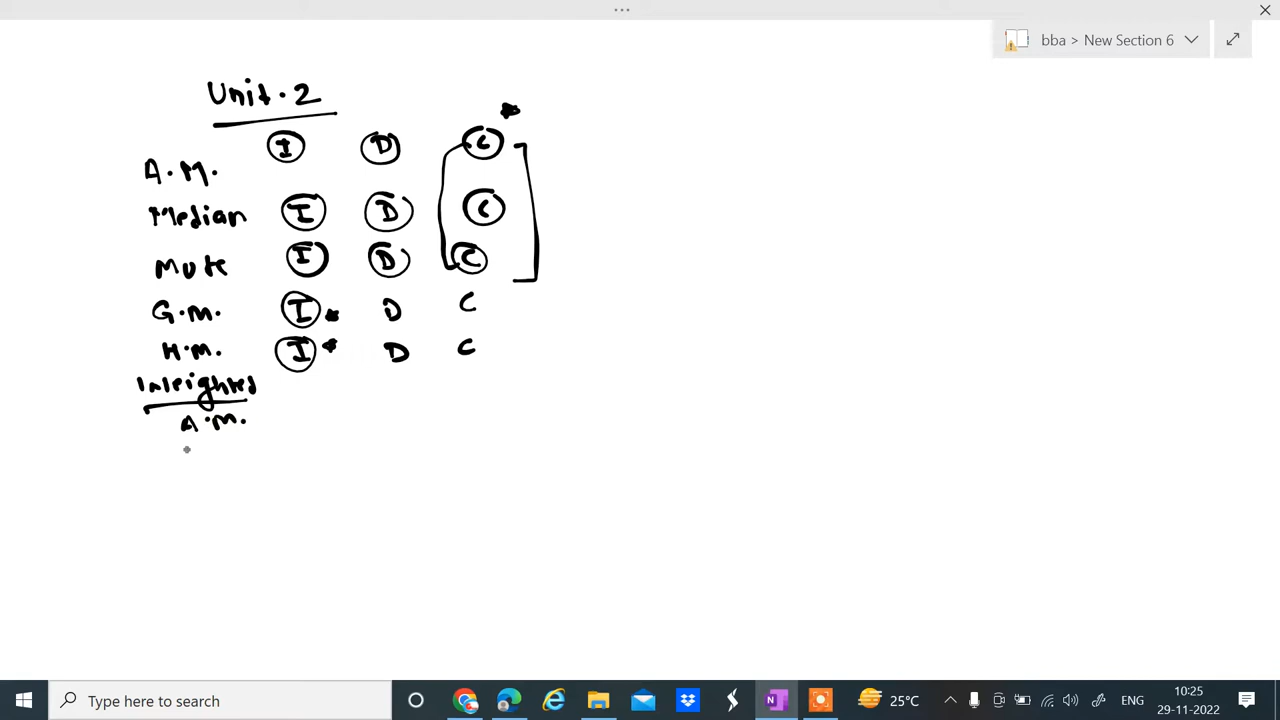 ...
bba > New Section 6
Unit.2
A.M. I D C
Median I D C
Mode I D C
G.M. I D C
H.M. I D C
Weighted
A.M.
Type here to search
25°C
ENG
10:25
29-11-2022